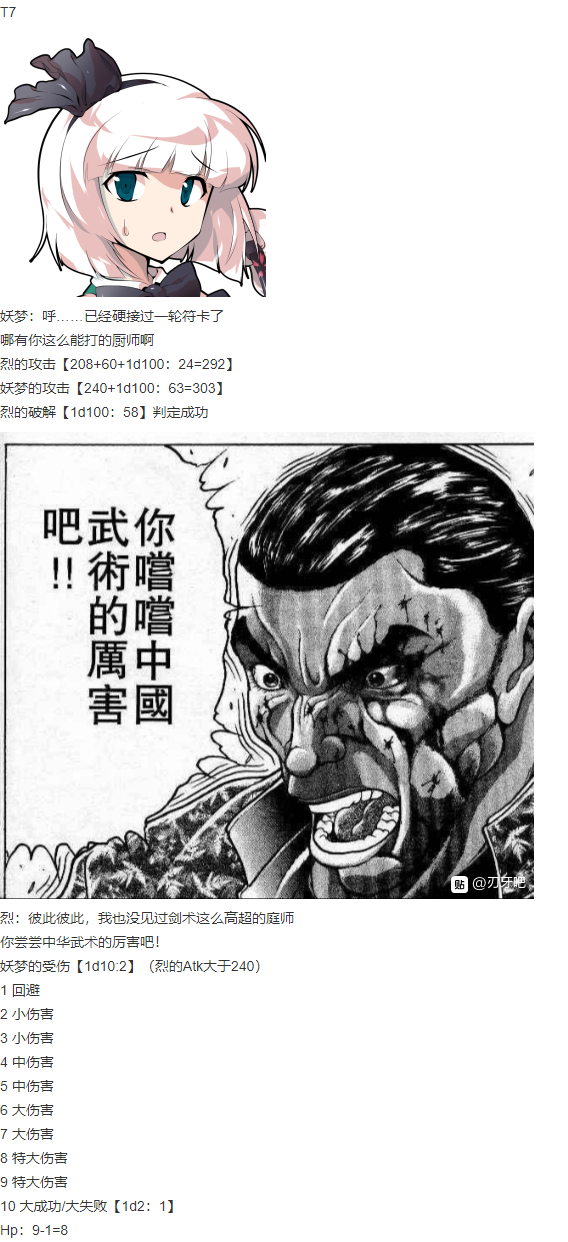 T7
妖梦：呼……已经硬接过一轮符卡了
哪有你这么能打的厨师啊
烈的攻击【208+60+1d100：24=292】
妖梦的攻击【240+1d100：63=303】
烈的破解【1d100：58】判定成功
你嚐嚐中國
武術的厲害
吧!!
贴 @刃牙吧
烈：彼此彼此，我也没见过剑术这么高超的庭师
你尝尝中华武术的厉害吧！
妖梦的受伤【1d10:2】（烈的Atk大于240）
1 回避
2 小伤害
3 小伤害
4 中伤害
5 中伤害
6 大伤害
7 大伤害
8 特大伤害
9 特大伤害
10 大成功/大失败【1d2：1】
Hp：9-1=8